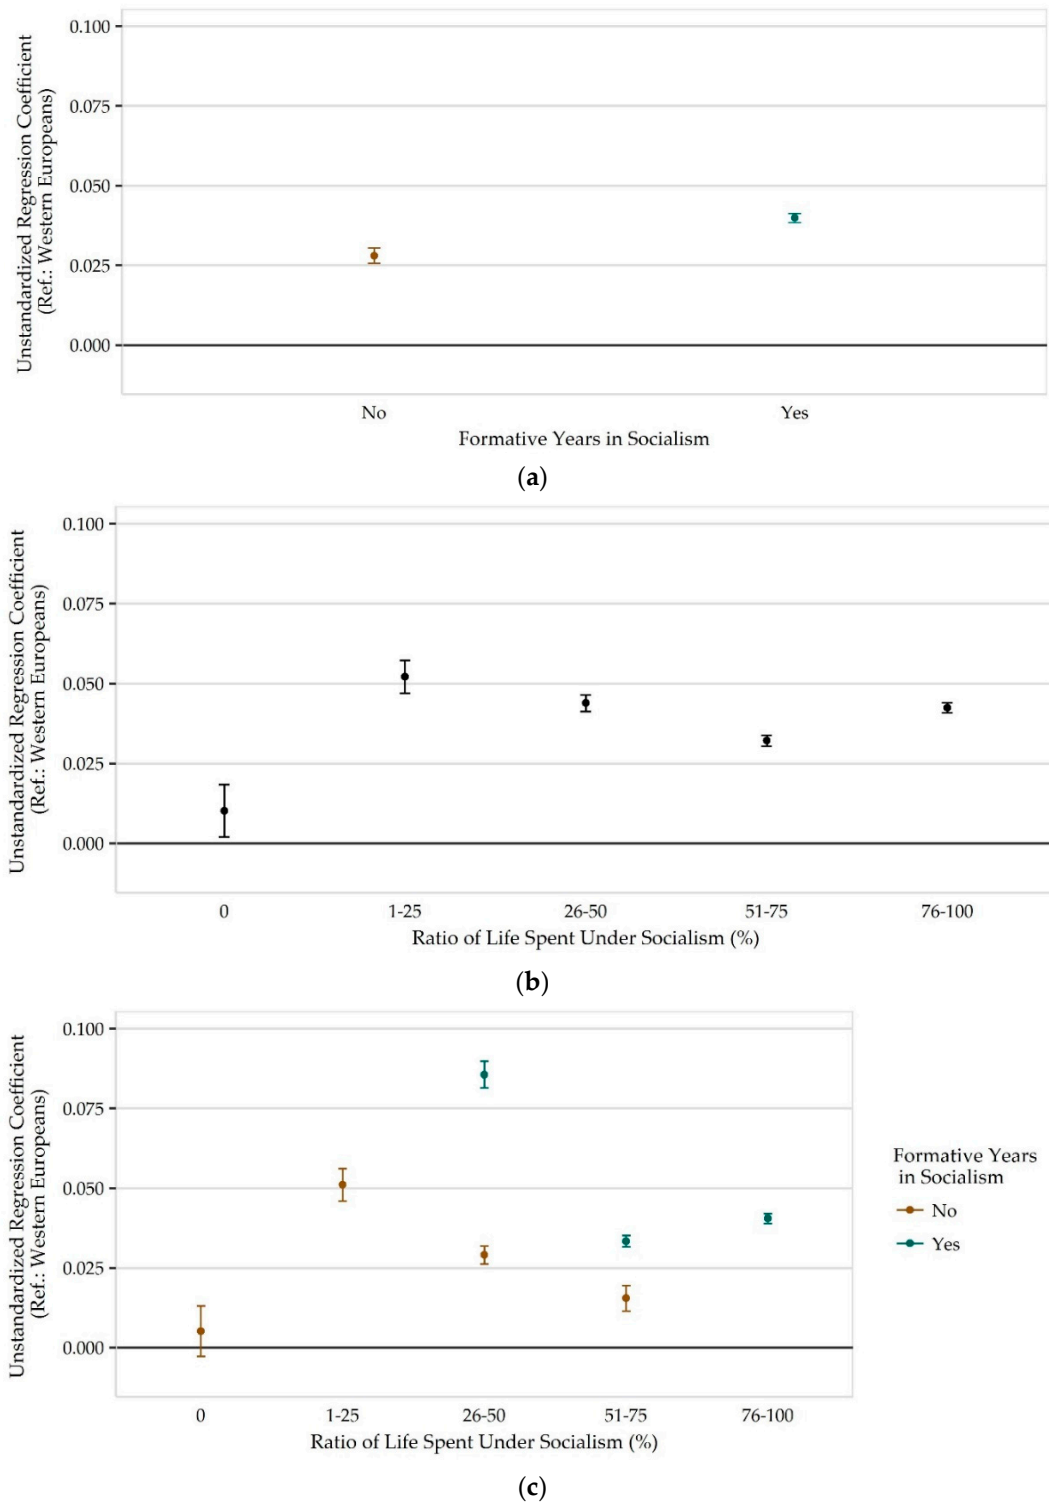 Unstandardized Regression Coefficient
(Ref.: Western Europeans)
0.100
0.075
0.050
0.025
0.000
No Yes
Formative Years in Socialism
(a)
Unstandardized Regression Coefficient
(Ref.: Western Europeans)
0.100
0.075
0.050
0.025
0.000
0 1-25 26-50 51-75 76-100
Ratio of Life Spent Under Socialism (%)
(b)
Unstandardized Regression Coefficient
(Ref.: Western Europeans)
0.100
0.075
0.050
0.025
0.000
0 1-25 26-50 51-75 76-100
Ratio of Life Spent Under Socialism (%)
Formative Years
in Socialism
No
Yes
(c)